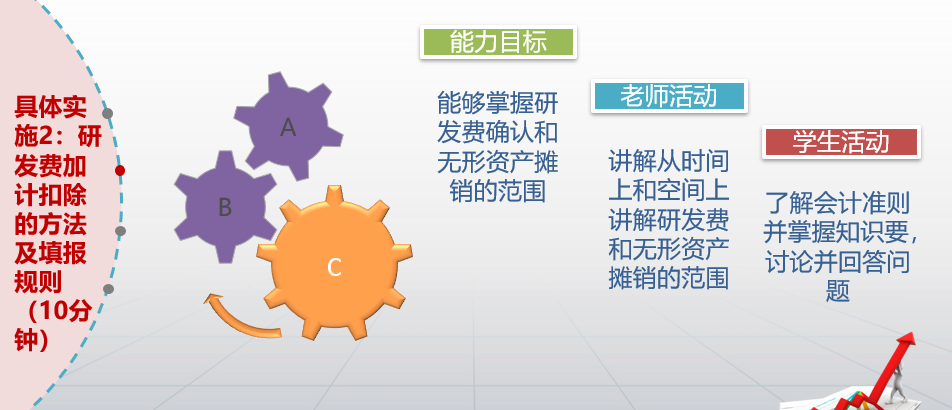 具体实
施2：研
发费加
计扣除
的方法
及填报
规则
（10分
钟）
A
B
C
能力目标
能够掌握研
发费确认和
无形资产摊
销的范围
老师活动
讲解从时间
上和空间上
讲解研发费
和无形资产
摊销的范围
学生活动
了解会计准则
并掌握知识要，
讨论并回答问
题